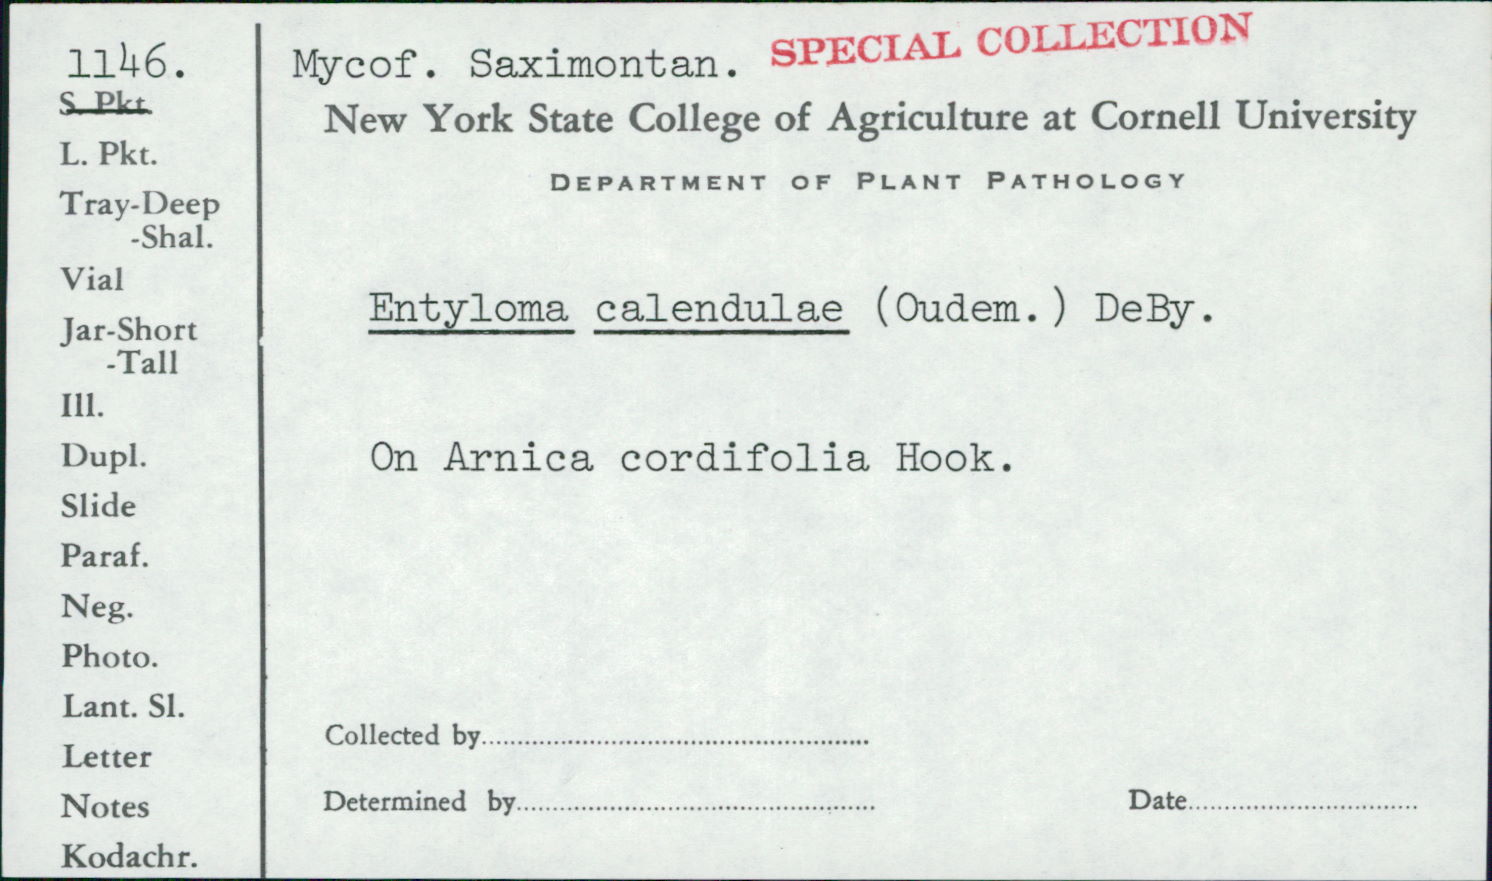 1146.
S. Pkt.
L. Pkt.
Tray-Deep
-Shal.
Vial
Jar-Short
-Tall
Ill.
Dupl.
Slide
Paraf.
Neg.
Photo.
Lant. Sl.
Letter
Notes
Kodachr.
Mycof. Saximontan. SPECIAL COLLECTION
New York State College of Agriculture at Cornell University
DEPARTMENT OF PLANT PATHOLOGY
Entyloma calendulae (Oudem.) DeBy.
On Arnica cordifolia Hook.
Collected by
Determined by
Date